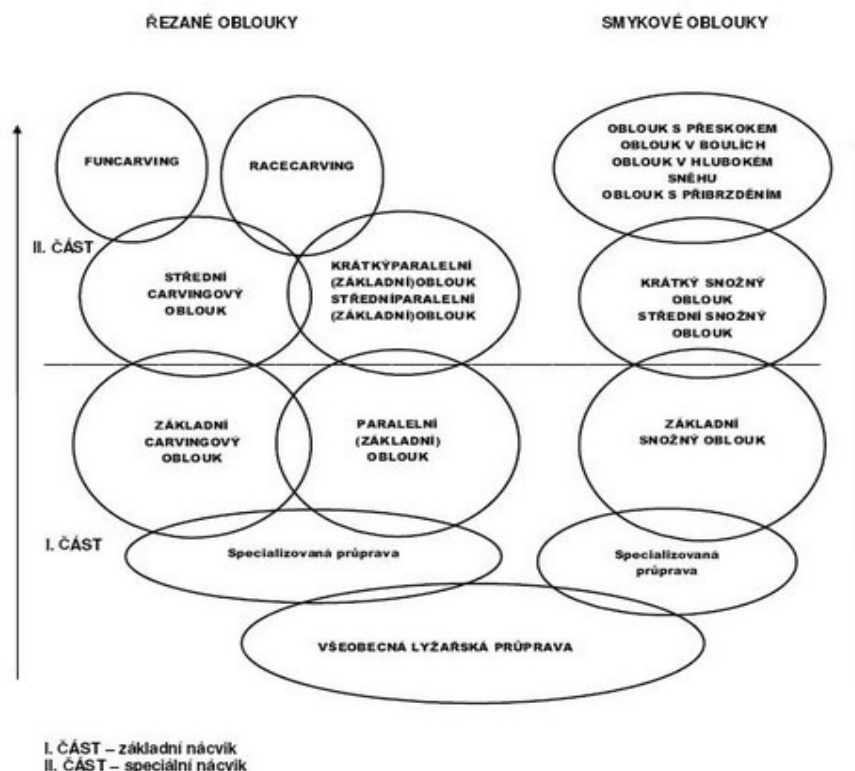 ŘEZANÉ OBLOUKY
SMYKOVÉ OBLOUKY
FUNCARVING
RACECARVING
OBLOUK S PŘESKOKEM
OBLOUK V BOULÍCH
OBLOUK V HLUBOKÉM
SNĚHU
OBLOUK S PŘIBRZDĚNÍM
II. ČÁST
STŘEDNÍ
CARVINGOVÝ
OBLOUK
KRÁTKÝPARALELNÍ
(ZÁKLADNÍ)OBLOUK
STŘEDNÍPARALELNÍ
(ZÁKLADNÍ)OBLOUK
KRÁTKÝ SNOŽNÝ
OBLOUK
STŘEDNÍ SNOŽNÝ
OBLOUK
ZÁKLADNÍ
CARVINGOVÝ
OBLOUK
PARALELNÍ
(ZÁKLADNÍ)
OBLOUK
ZÁKLADNÍ
SNOŽNÝ OBLOUK
I. ČÁST
Specializovaná průprava
Specializovaná
průprava
VŠEOBECNÁ LYŽAŘSKÁ PRŮPRAVA
I. ČÁST – základní nácvik
II. ČÁST – speciální nácvik